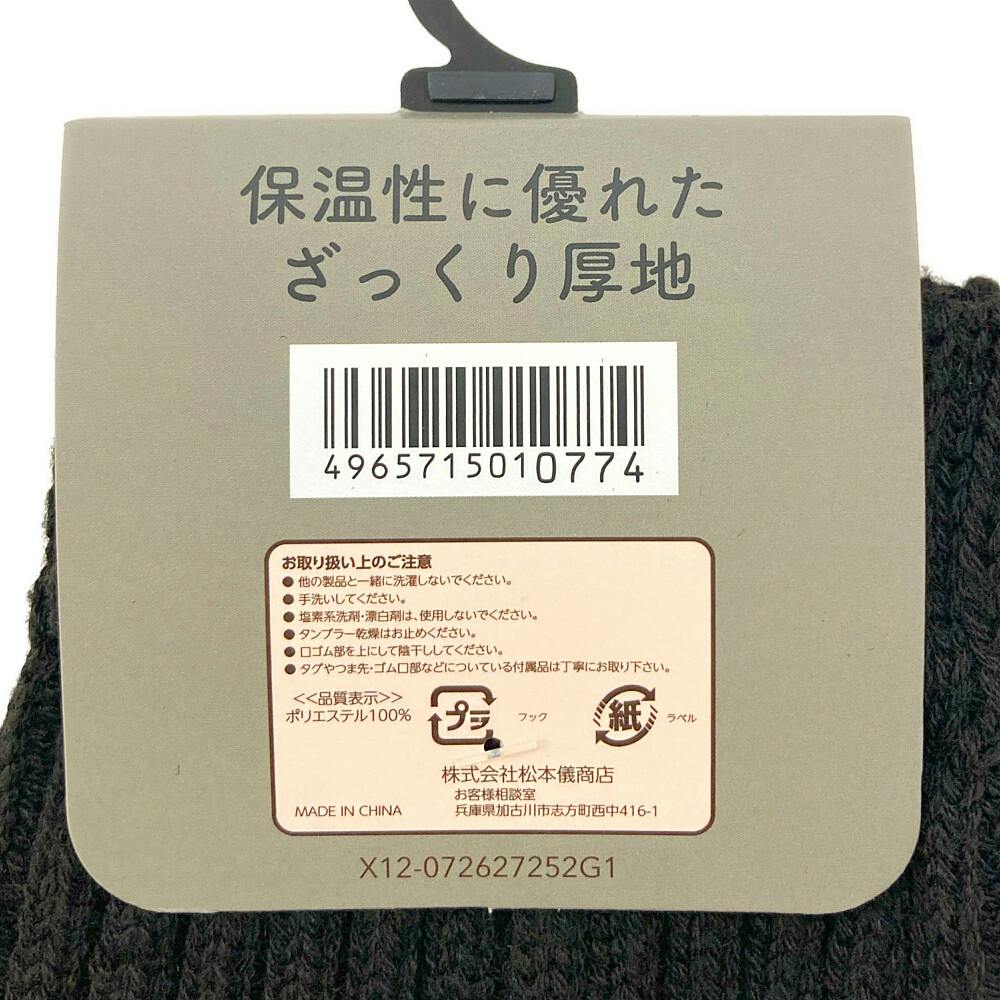 保温性に優れた
ざっくり厚地
4965715010774
お取り扱い上のご注意
●他の製品と一緒に洗濯しないでください。
●手洗いしてください。
●塩素系洗剤・漂白剤は、使用しないでください。
●タンブラー乾燥はお止めください。
●口ゴム部を上にして陰干ししてください。
●タグやつま先・ゴム口部などについている付属品は丁寧にお取り下さい。
<<品質表示>>
ポリエステル100%
プラ フック
紙 ラベル
株式会社松本儀商店
お客様相談室
MADE IN CHINA 兵庫県加古川市志方町西中416-1
X12-072627252G1